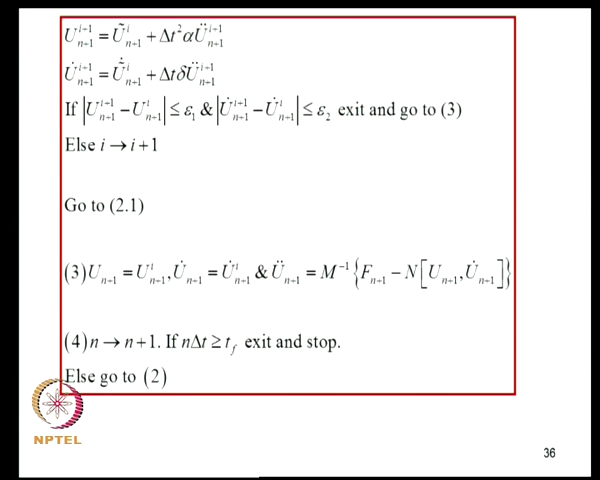 U^{i+1}_{n+1} = Ũ^{i}_{n+1} + Δt²αÜ^{i+1}_{n+1}
U̇^{i+1}_{n+1} = \tilde{U̇}^{i}_{n+1} + ΔtδÜ^{i+1}_{n+1}
If |U^{i+1}_{n+1} − U^{i}_{n+1}| ≤ ε₁ & |U̇^{i+1}_{n+1} − U̇^{i}_{n+1}| ≤ ε₂ exit and go to (3)
Else i → i+1
Go to (2.1)
(3) U_{n+1} = U^{i}_{n+1}, U̇_{n+1} = U̇^{i}_{n+1} & Ü_{n+1} = M^{-1}{F_{n+1} − N[U_{n+1}, U̇_{n+1}]}
(4) n → n+1. If nΔt ≥ t_f exit and stop.
Else go to (2)
NPTEL
36